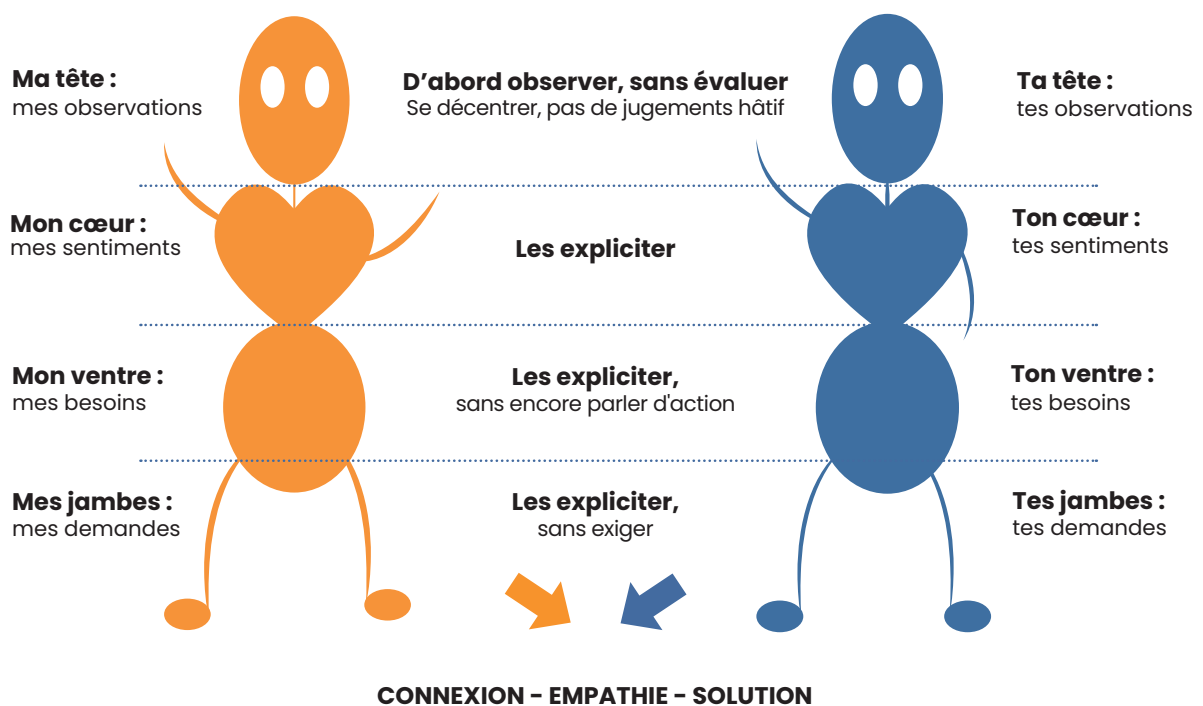 Ma tête :
mes observations
D’abord observer, sans évaluer
Se décentrer, pas de jugements hâtif
Ta tête :
tes observations
Mon cœur :
mes sentiments
Les expliciter
Ton cœur :
tes sentiments
Mon ventre :
mes besoins
Les expliciter,
sans encore parler d'action
Ton ventre :
tes besoins
Mes jambes :
mes demandes
Les expliciter,
sans exiger
Tes jambes :
tes demandes
CONNEXION – EMPATHIE – SOLUTION